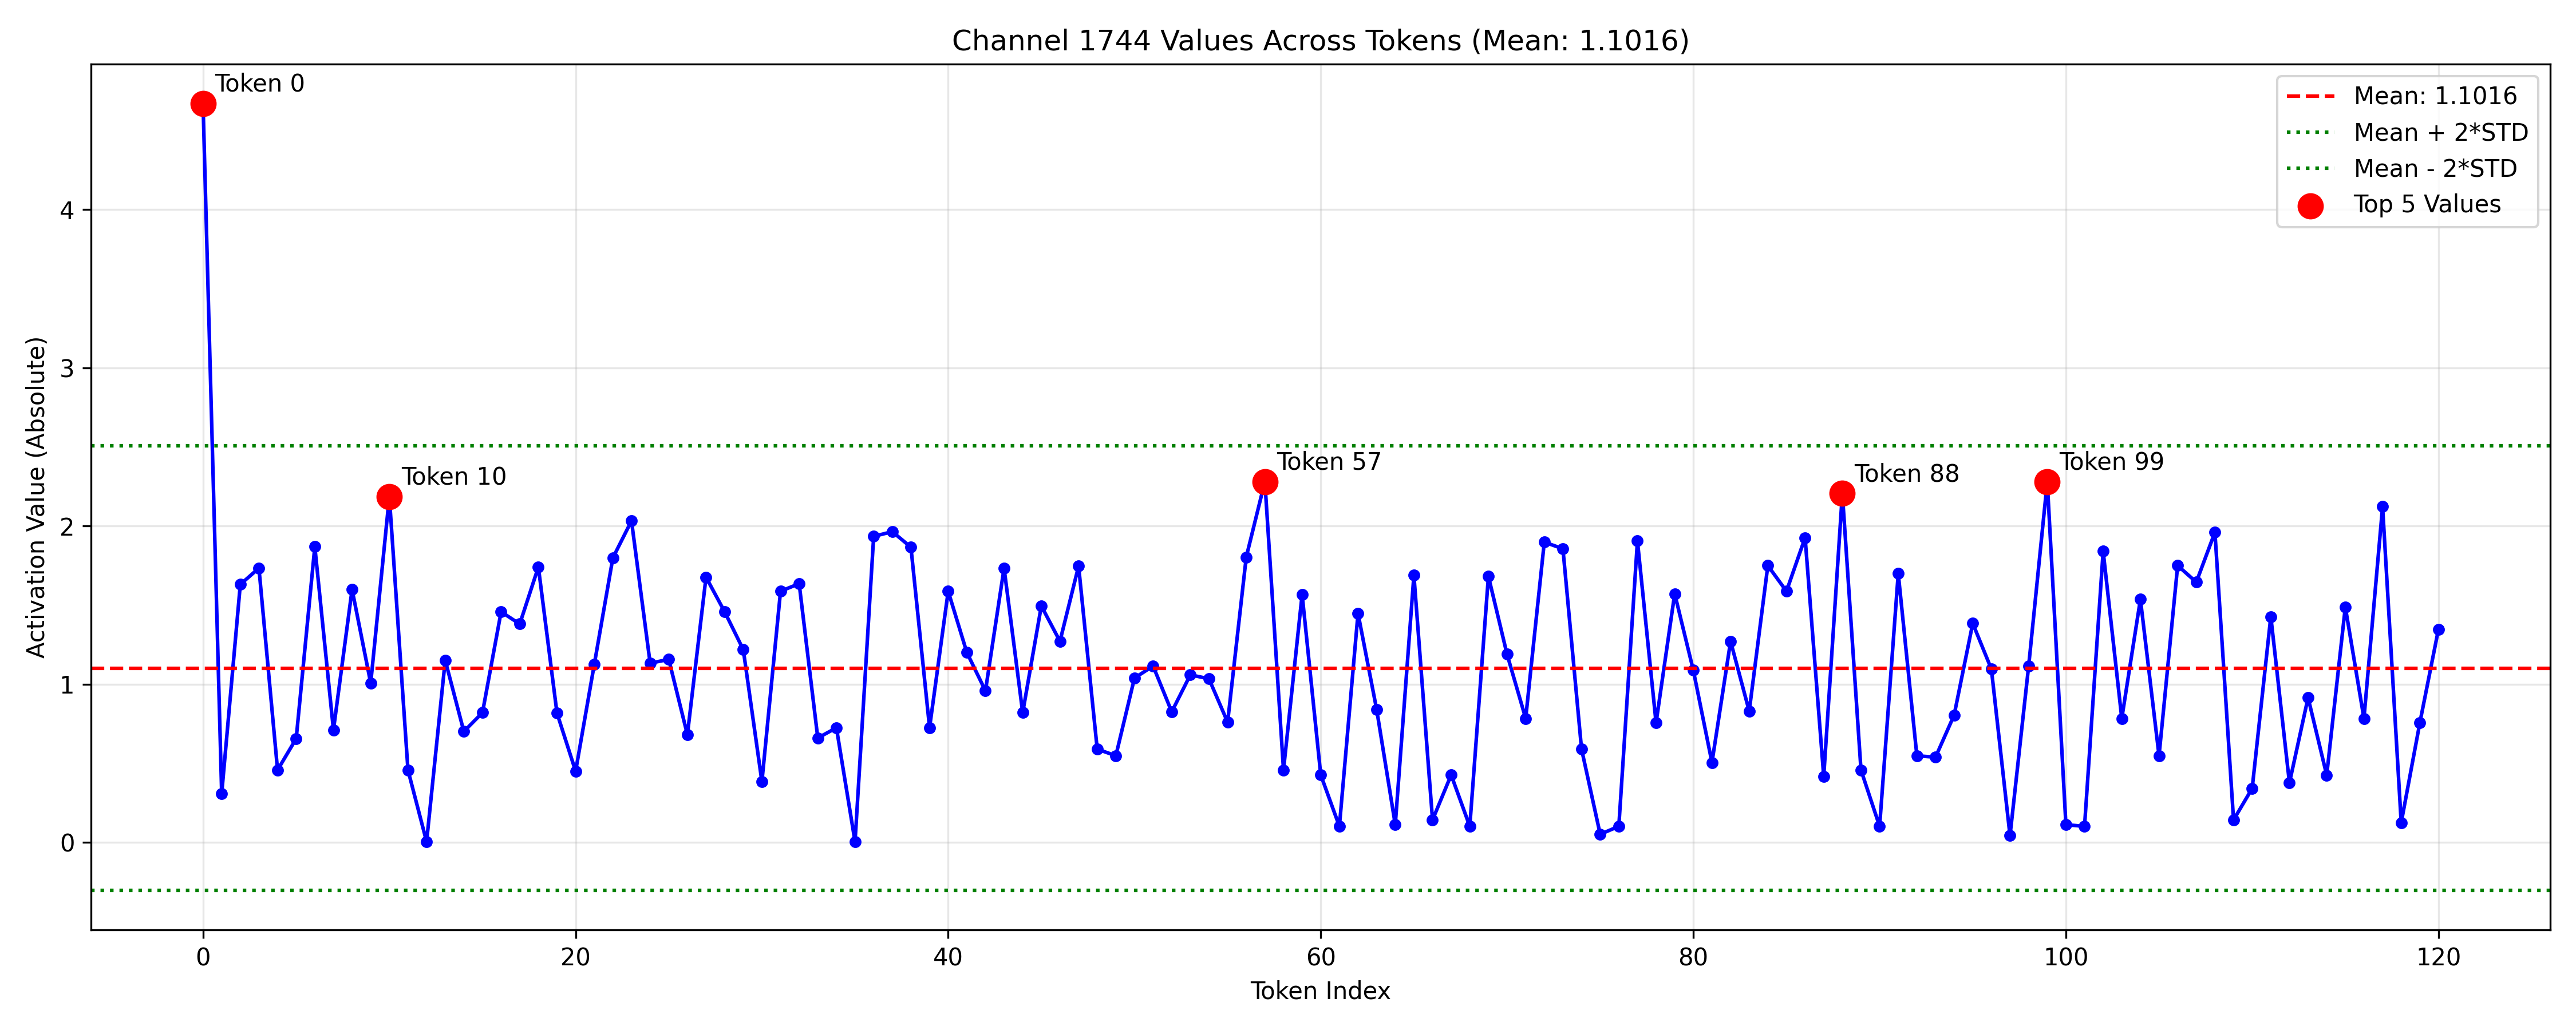 Channel 1744 Values Across Tokens (Mean: 1.1016)
Token 0
Token 10
Token 57
Token 88
Token 99
Mean: 1.1016
Mean + 2*STD
Mean - 2*STD
Top 5 Values
Activation Value (Absolute)
4
3
2
1
0
0 20 40 60 80 100 120
Token Index